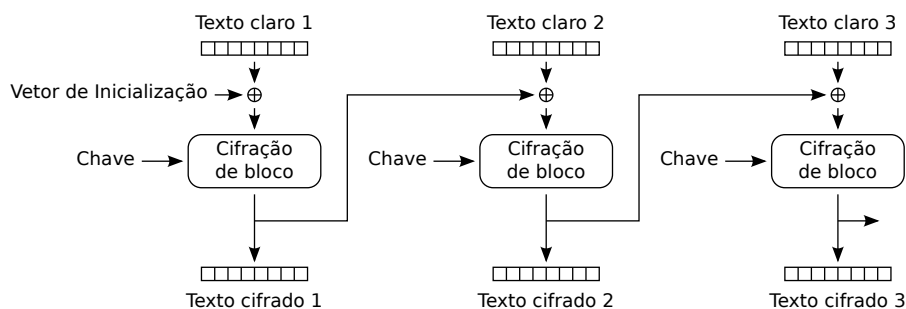 Texto claro 1
Texto claro 2
Texto claro 3
Vetor de Inicialização
Chave
Cifração
de bloco
Chave
Cifração
de bloco
Chave
Cifração
de bloco
Texto cifrado 1
Texto cifrado 2
Texto cifrado 3